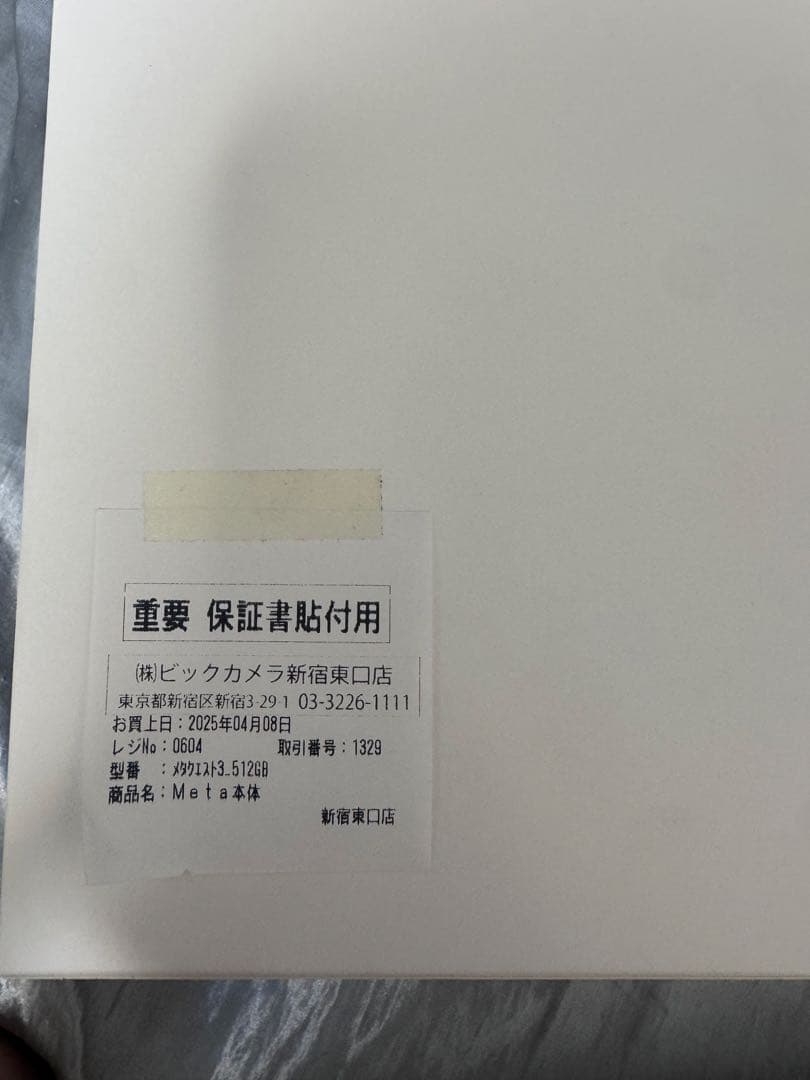 重要 保証書貼付用
㈱ビックカメラ新宿東口店
東京都新宿区新宿3-29-1 03-3226-1111
お買上日：2025年04月08日
レジNo：0604 取引番号：1329
型番 ：ﾒﾀｸｴｽﾄ3_512GB
商品名：Ｍｅｔａ本体
新宿東口店